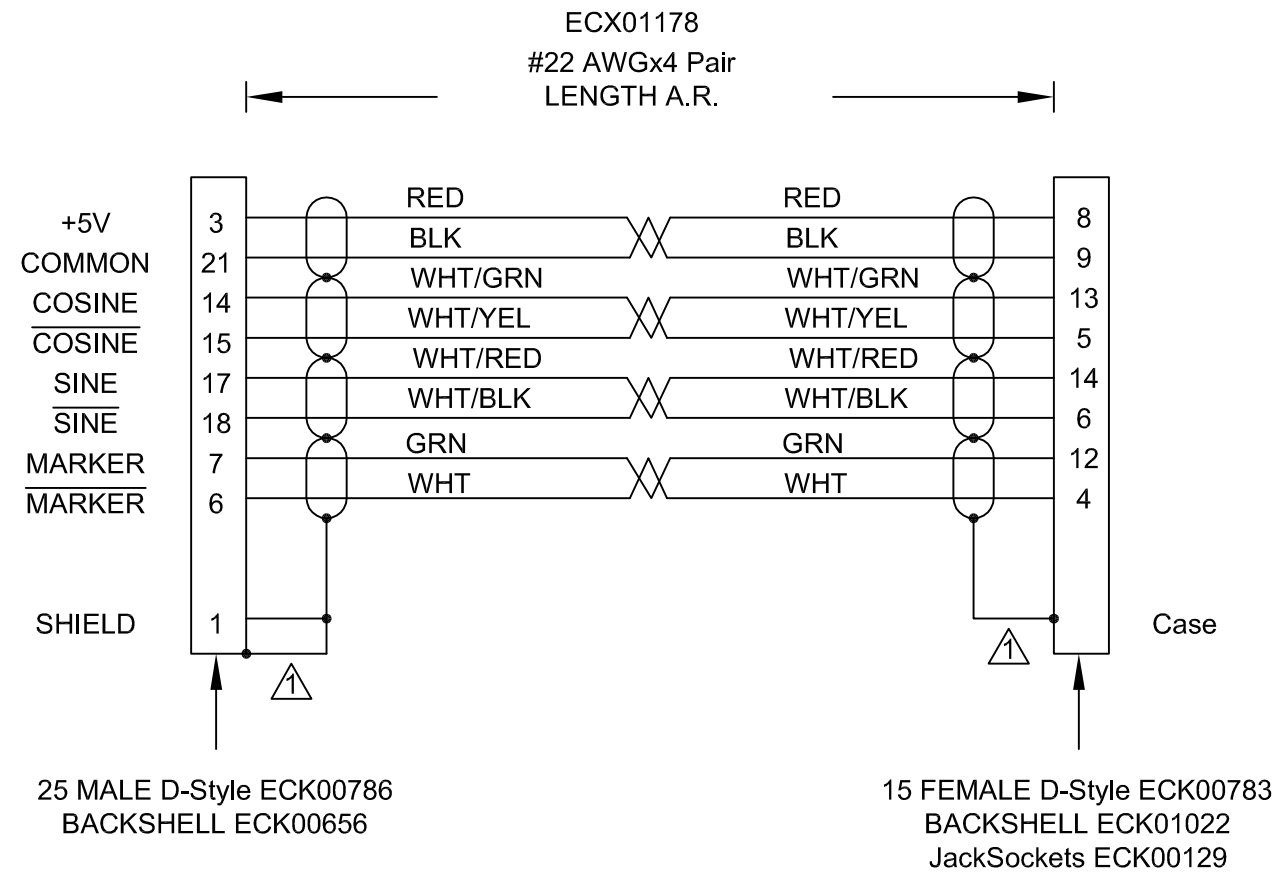 ECX01178
#22 AWGx4 Pair
LENGTH A.R.
RED RED
+5V 3 8
BLK BLK
COMMON 21 9
WHT/GRN WHT/GRN
COSINE 14 13
WHT/YEL WHT/YEL
COSINE 15 5
WHT/RED WHT/RED
SINE 17 14
WHT/BLK WHT/BLK
SINE 18 6
GRN GRN
MARKER 7 12
WHT WHT
MARKER 6 4
SHIELD 1 Case
1 1
25 MALE D-Style ECK00786
BACKSHELL ECK00656
15 FEMALE D-Style ECK00783
BACKSHELL ECK01022
JackSockets ECK00129